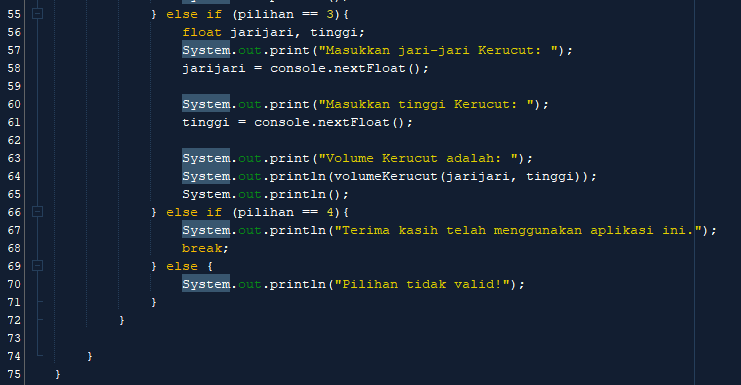 55 } else if (pilihan == 3){
56 float jarijari, tinggi;
57 System.out.print("Masukkan jari-jari Kerucut: ");
58 jarijari = console.nextFloat();
59
60 System.out.print("Masukkan tinggi Kerucut: ");
61 tinggi = console.nextFloat();
62
63 System.out.print("Volume Kerucut adalah: ");
64 System.out.println(volumeKerucut(jarijari, tinggi));
65 System.out.println();
66 } else if (pilihan == 4){
67 System.out.println("Terima kasih telah menggunakan aplikasi ini.");
68 break;
69 } else {
70 System.out.println("Pilihan tidak valid!");
71 }
72 }
73
74 }
75 }